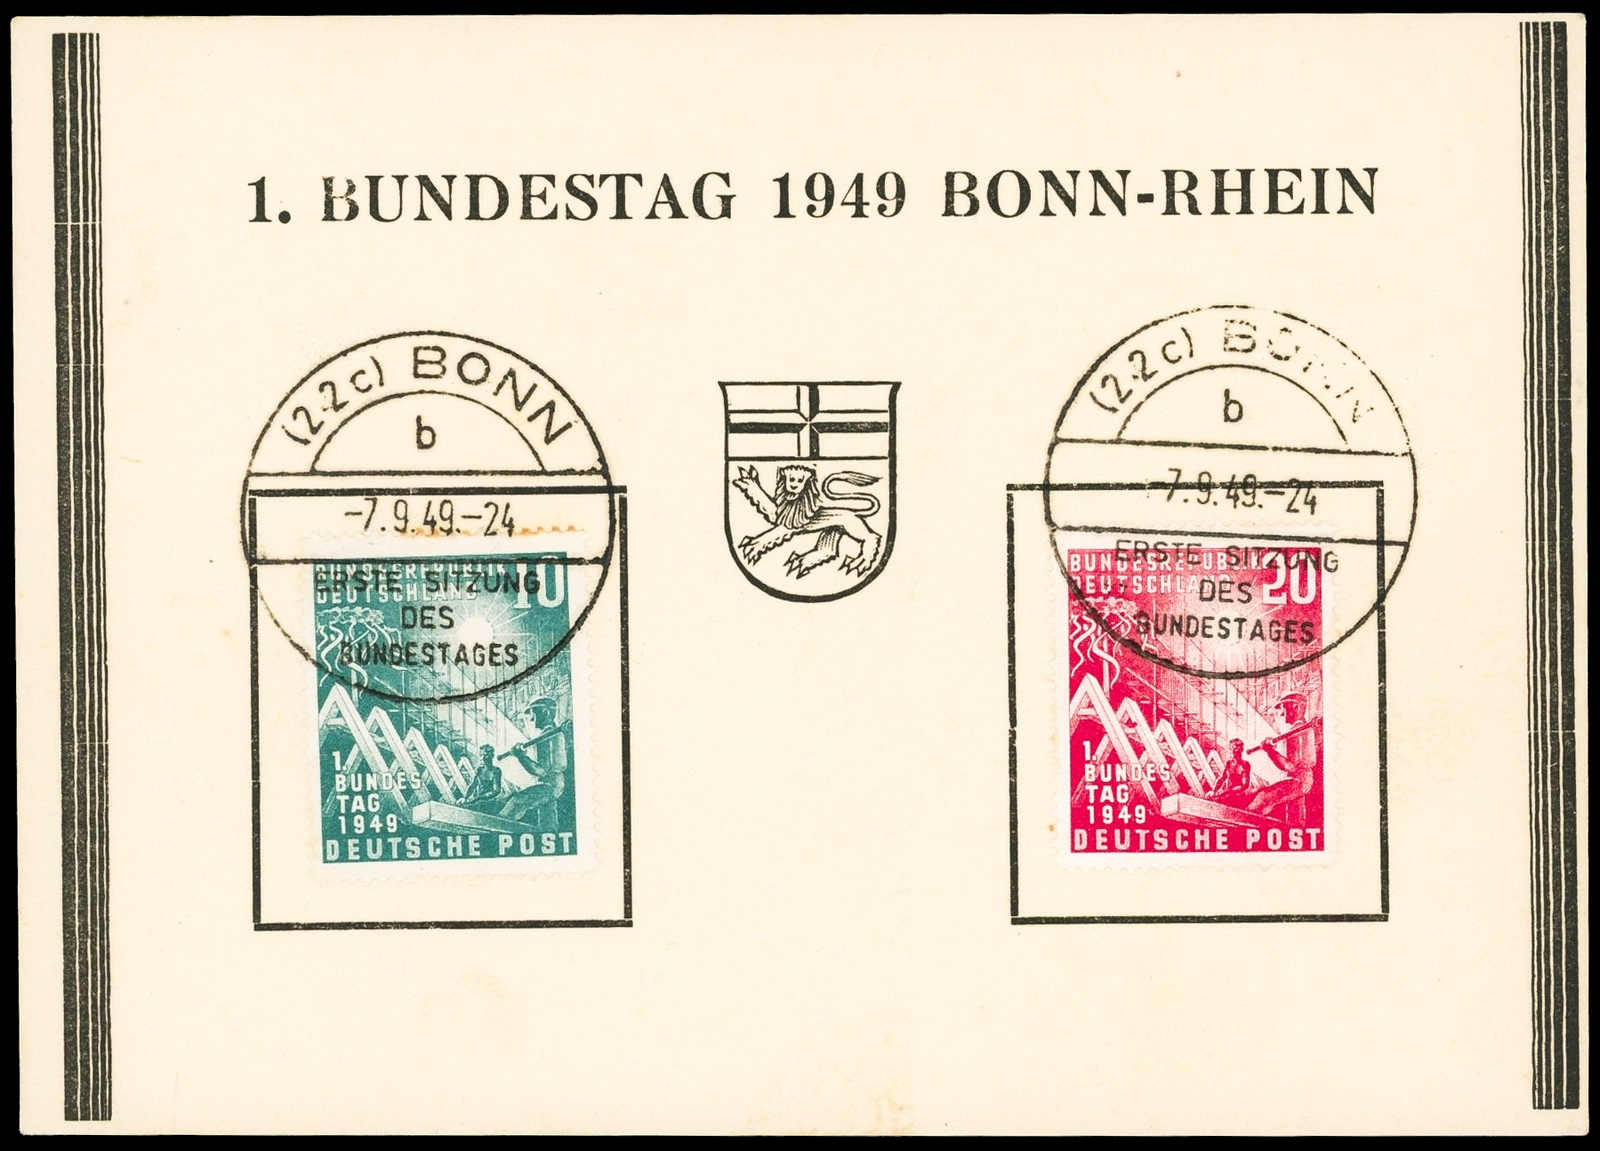 1. BUNDESTAG 1949 BONN-RHEIN
(22c) BONN
b
-7.9.49.-24
ERSTE SITZUNG
DES
BUNDESTAGES
BUNDESREPUBLIK
DEUTSCHLAND
10
1.
BUNDES
TAG
1949
DEUTSCHE POST
(22c) BONN
b
-7.9.49.-24
ERSTE SITZUNG
DES
BUNDESTAGES
BUNDESREPUBLIK
DEUTSCHLAND
20
1.
BUNDES
TAG
1949
DEUTSCHE POST